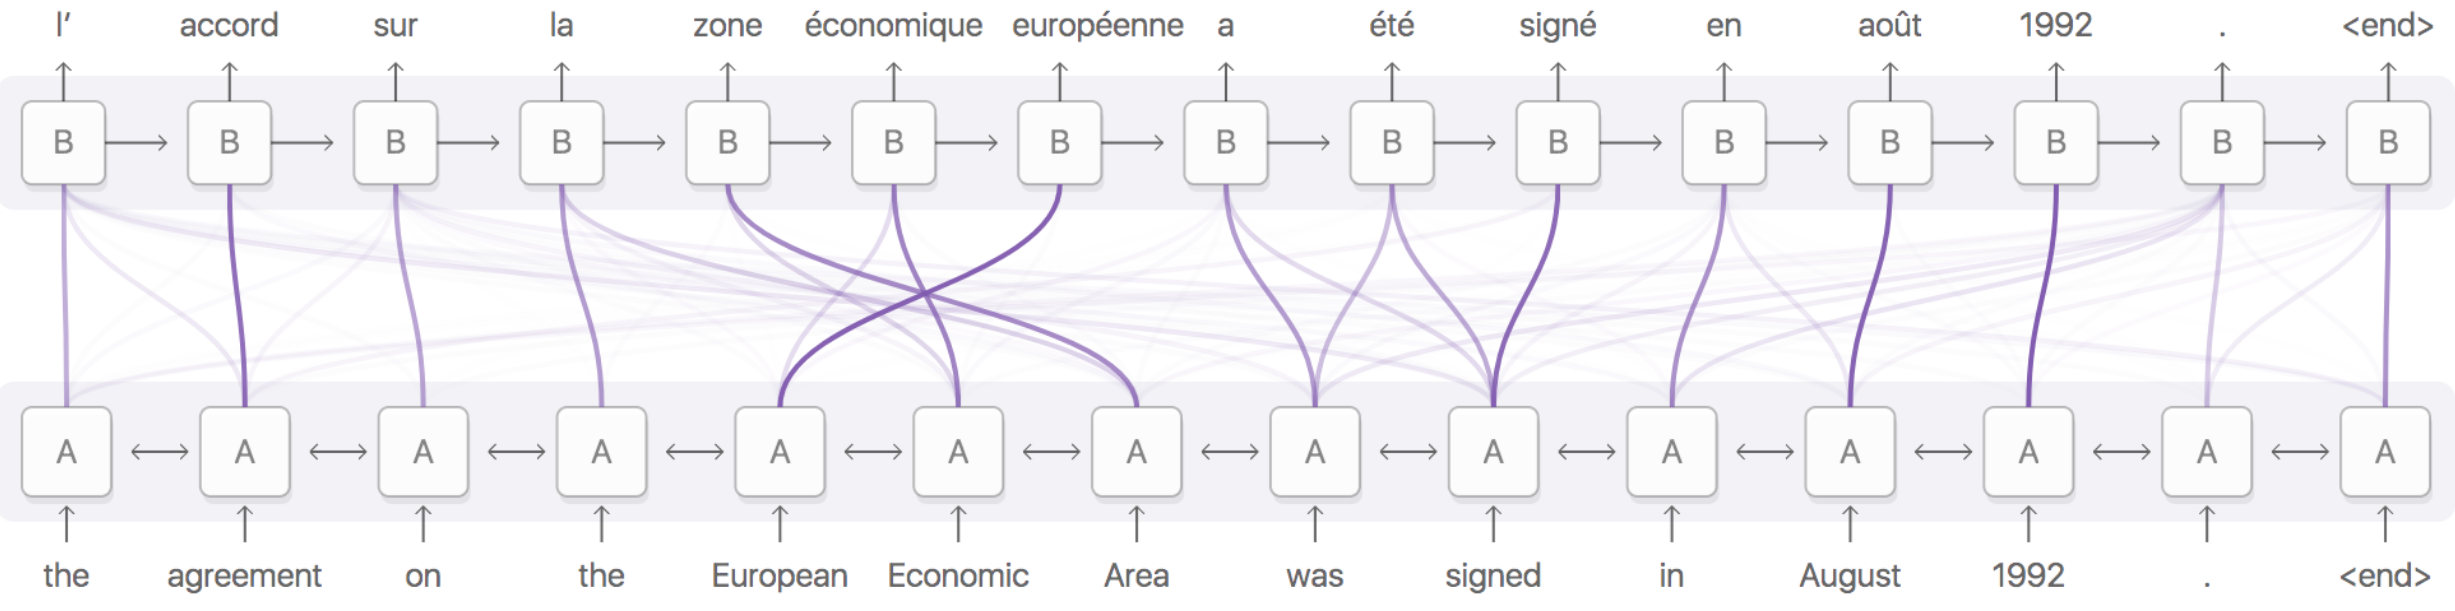 l’ accord sur la zone économique européenne a été signé en août 1992 . <end>
B B B B B B B B B B B B B B B
A A A A A A A A A A A A A A
the agreement on the European Economic Area was signed in August 1992 . <end>